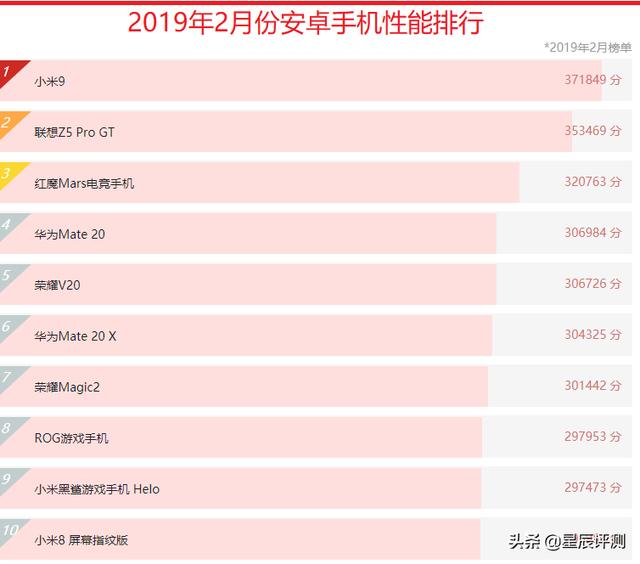 2019年2月份安卓手机性能排行
*2019年2月榜单
1 小米9 371849 分
2 联想Z5 Pro GT 353469 分
3 红魔Mars电竞手机 320763 分
4 华为Mate 20 306984 分
5 荣耀V20 306726 分
6 华为Mate 20 X 304325 分
7 荣耀Magic2 301442 分
8 ROG游戏手机 297953 分
9 小米黑鲨游戏手机 Helo 297473 分
10 小米8 屏幕指纹版
头条 @星辰评测